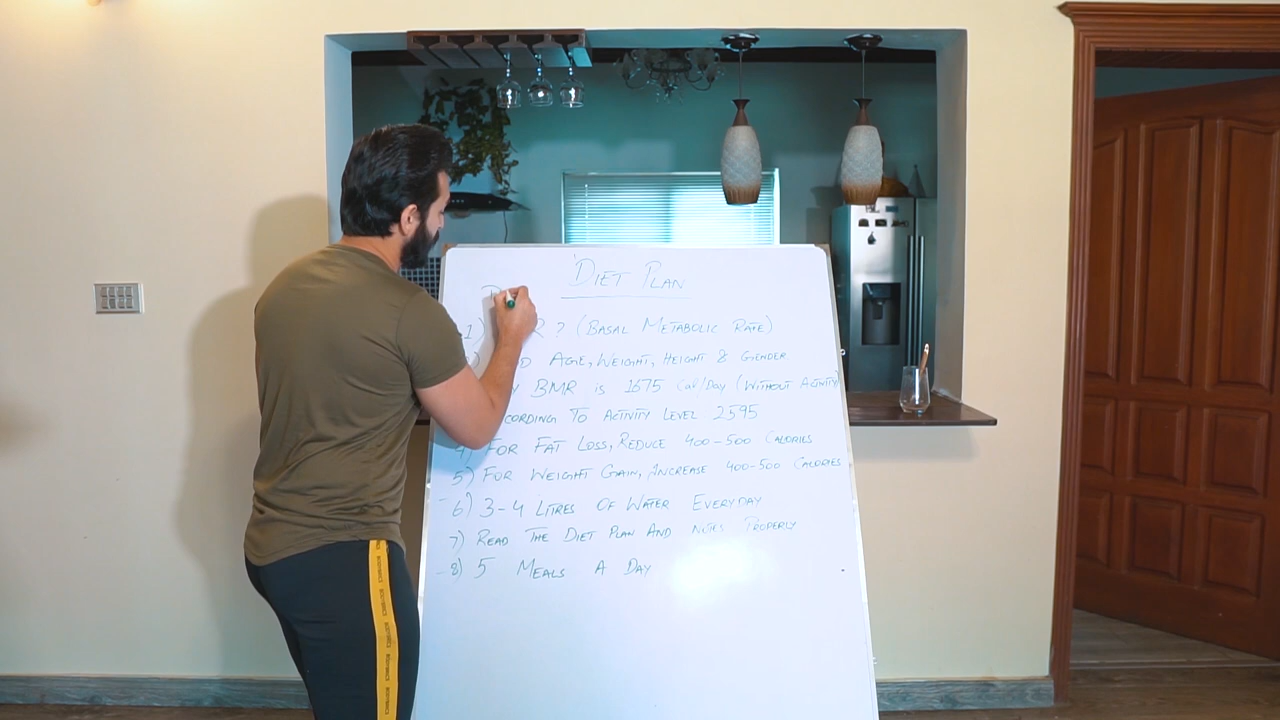 DIET PLAN
1) R ? (BASAL METABOLIC RATE)
AGE, WEIGHT, HEIGHT & GENDER
BMR IS 1675 Cal/DAY (WITHOUT ACTIVITY)
CORDING TO ACTIVITY LEVEL 2595
4) FOR FAT LOSS, REDUCE 400-500 CALORIES
5) FOR WEIGHT GAIN, INCREASE 400-500 CALORIES
6) 3-4 LITRES OF WATER EVERYDAY
7) READ THE DIET PLAN AND NOTES PROPERLY
8) 5 MEALS A DAY